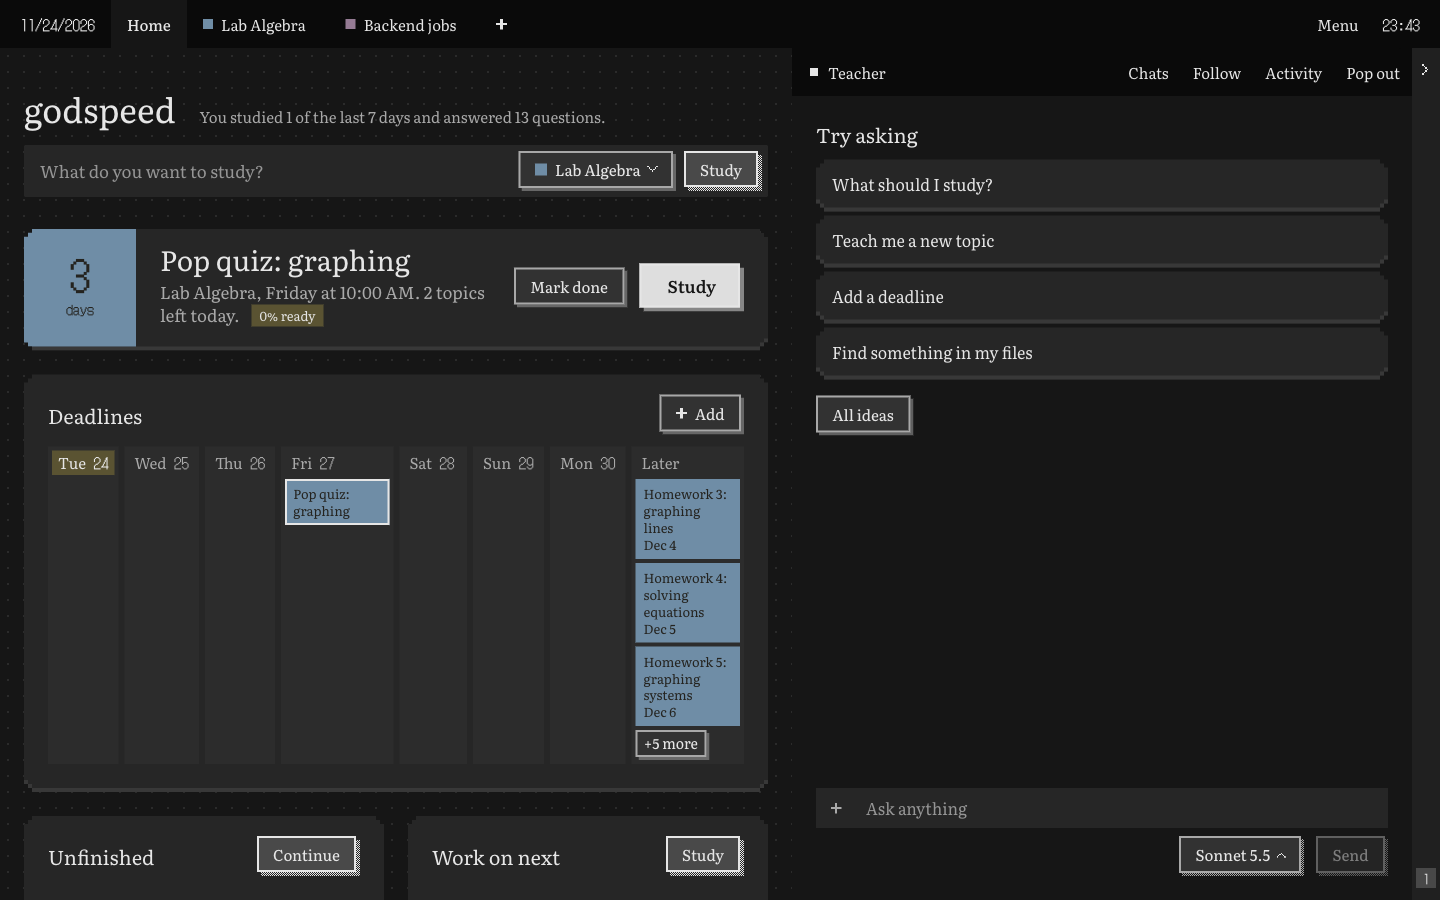 11/24/2026
Home
Lab Algebra
Backend jobs
+
Menu
23:43
godspeed
You studied 1 of the last 7 days and answered 13 questions.
What do you want to study?
Lab Algebra
Study
3
days
Pop quiz: graphing
Lab Algebra, Friday at 10:00 AM. 2 topics
left today.
0% ready
Mark done
Study
Deadlines
+ Add
Tue 24
Wed 25
Thu 26
Fri 27
Sat 28
Sun 29
Mon 30
Later
Pop quiz:
graphing
Homework 3:
graphing
lines
Dec 4
Homework 4:
solving
equations
Dec 5
Homework 5:
graphing
systems
Dec 6
+5 more
Unfinished
Continue
Work on next
Study
Teacher
Chats
Follow
Activity
Pop out
Try asking
What should I study?
Teach me a new topic
Add a deadline
Find something in my files
All ideas
+
Ask anything
Sonnet 5.5
Send
1